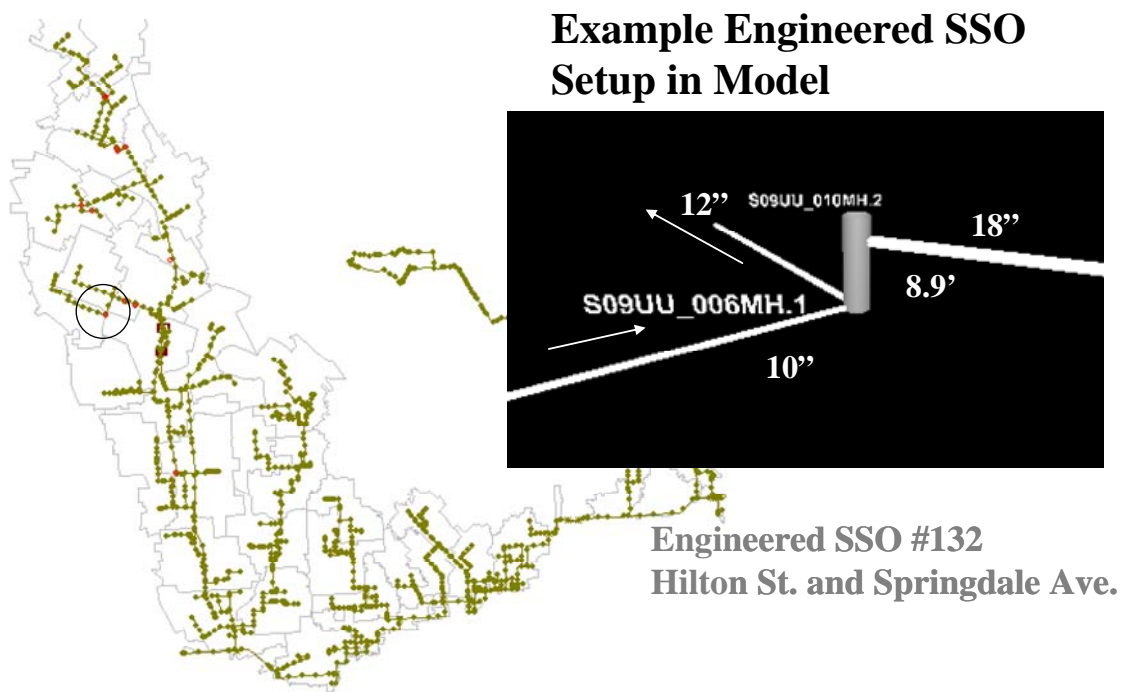 Example Engineered SSO
Setup in Model
12”
S09UU_010MH.2
18”
8.9’
S09UU_006MH.1
10”
Engineered SSO #132
Hilton St. and Springdale Ave.